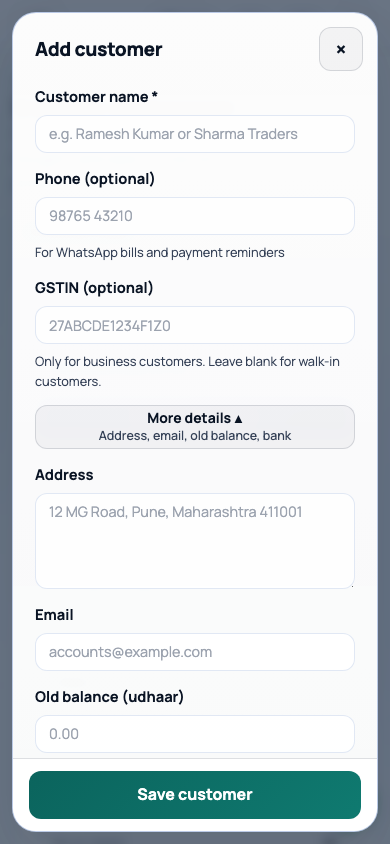 Add customer
×
Customer name *
e.g. Ramesh Kumar or Sharma Traders
Phone (optional)
98765 43210
For WhatsApp bills and payment reminders
GSTIN (optional)
27ABCDE1234F1Z0
Only for business customers. Leave blank for walk-in
customers.
More details ▲
Address, email, old balance, bank
Address
12 MG Road, Pune, Maharashtra 411001
Email
accounts@example.com
Old balance (udhaar)
0.00
Save customer